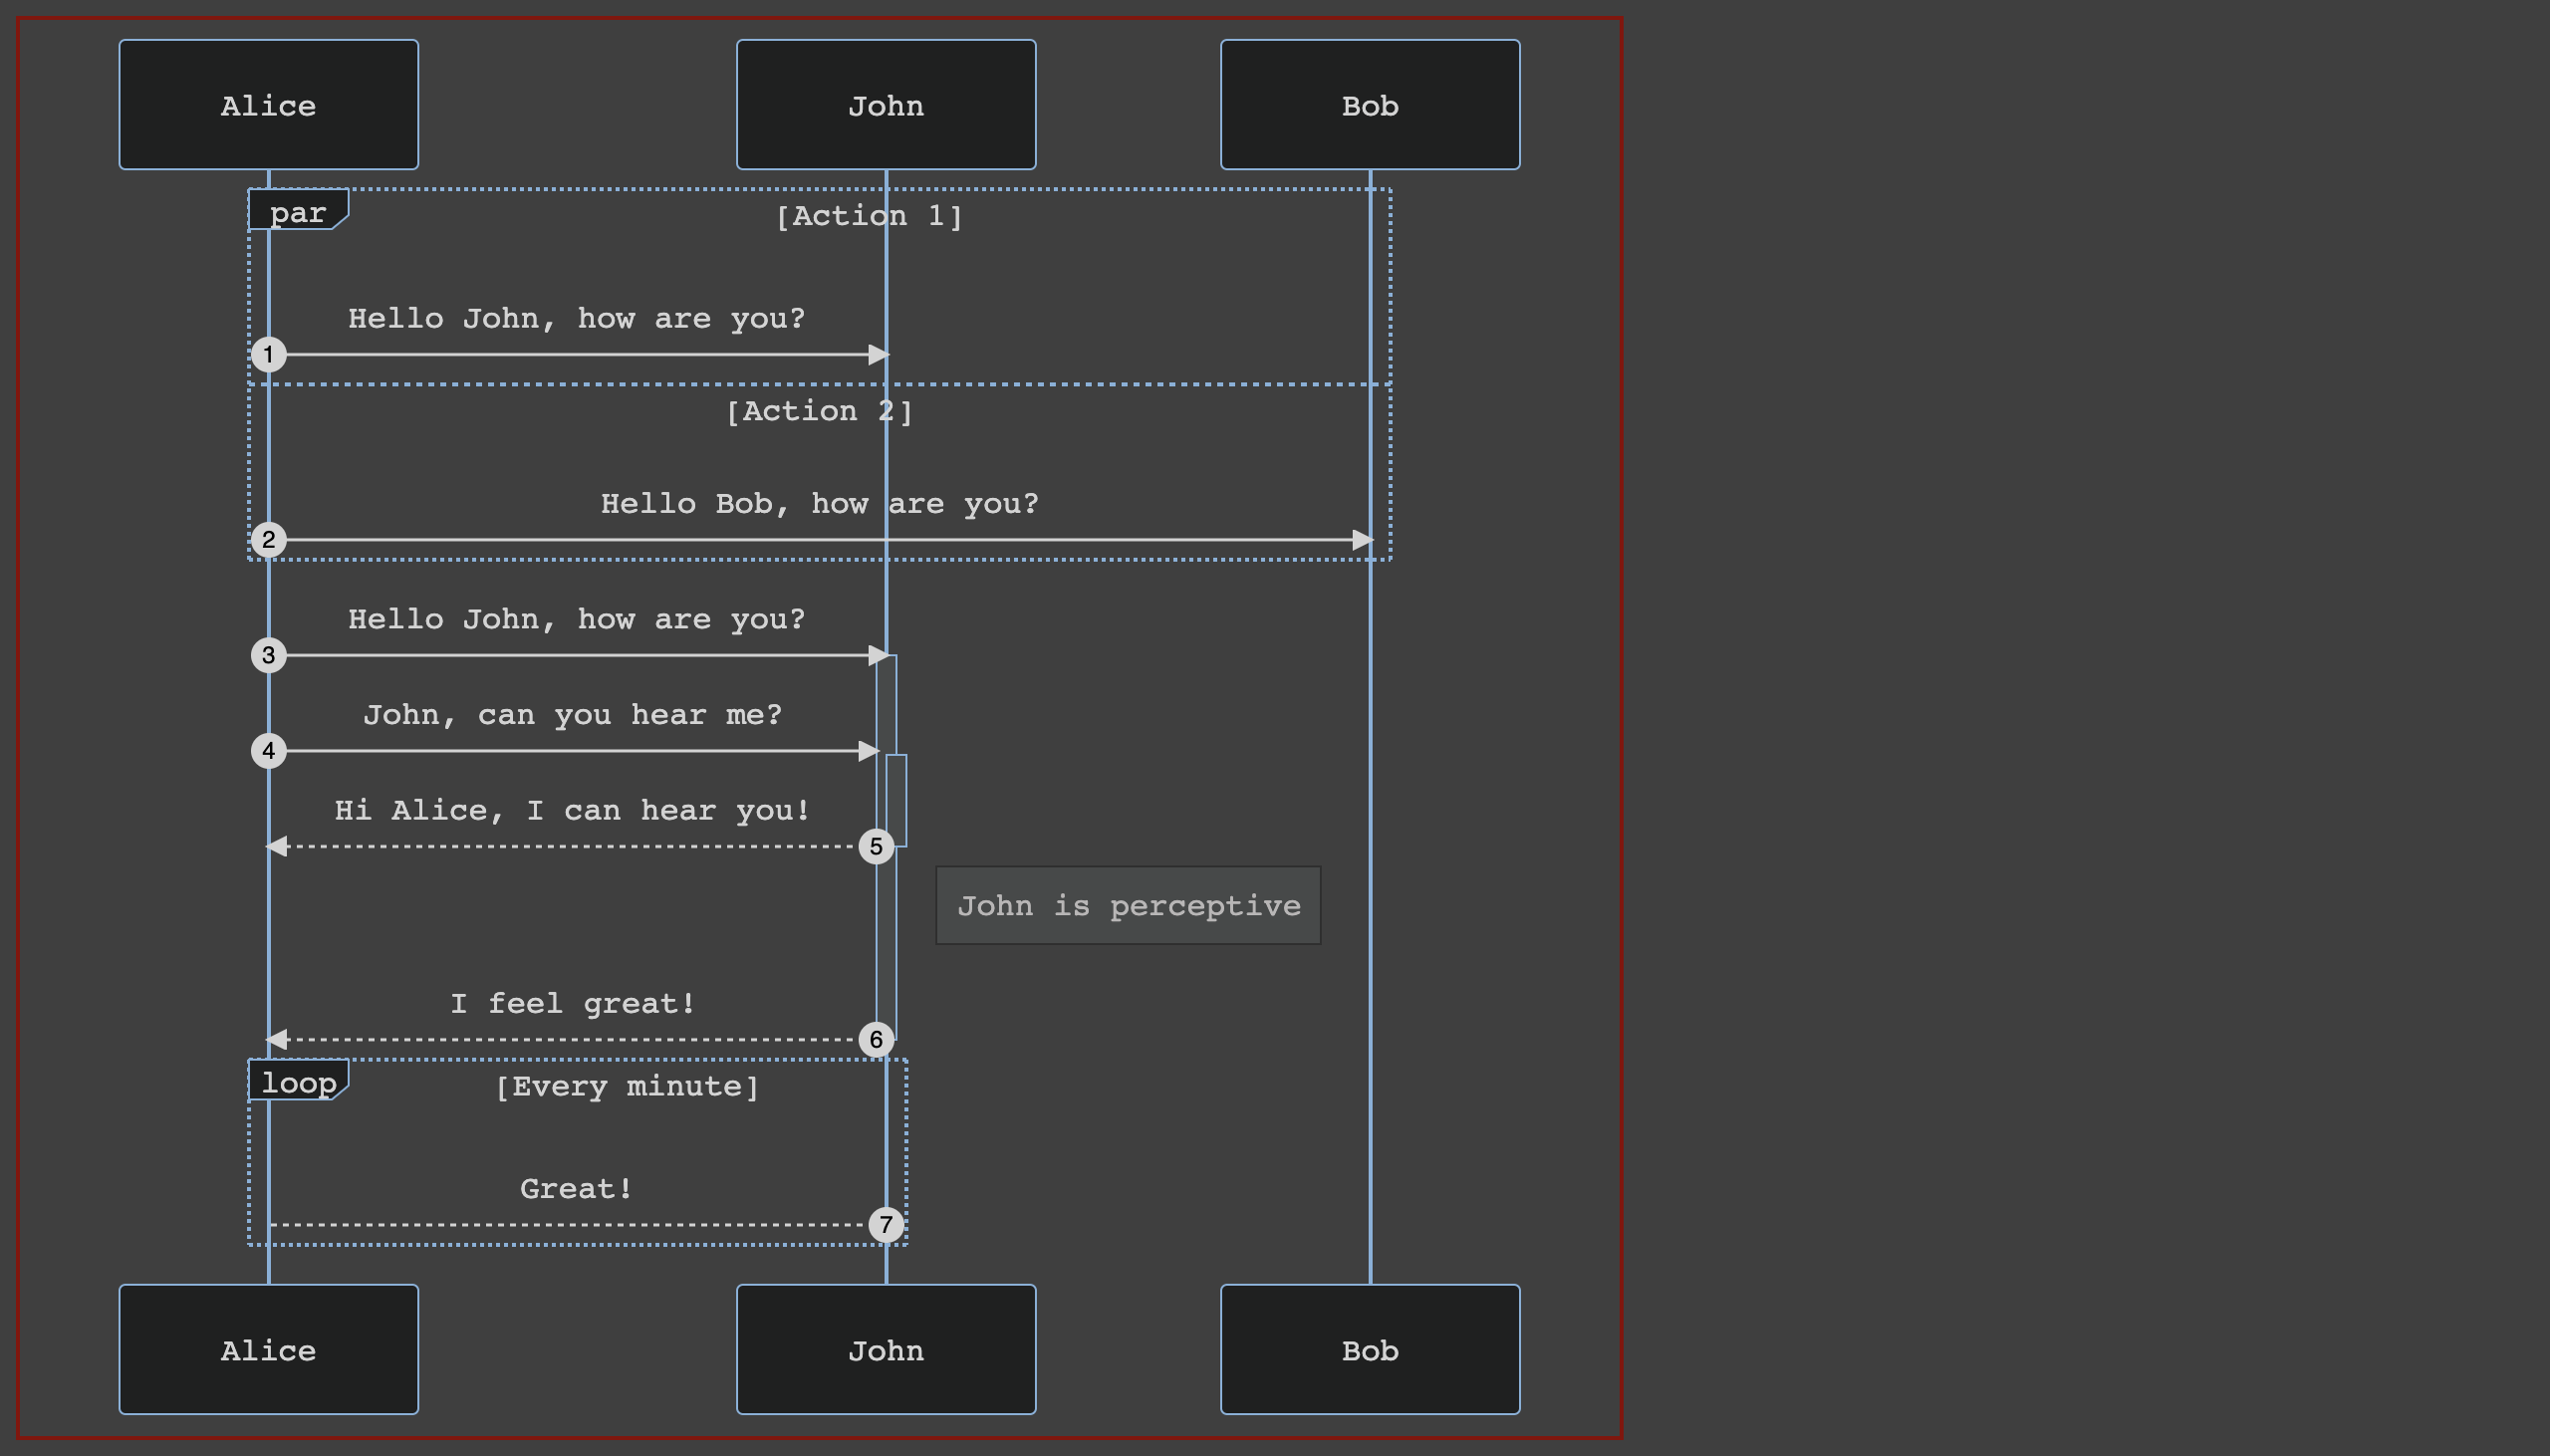 Alice
John
Bob
par
[Action 1]
Hello John, how are you?
1
[Action 2]
Hello Bob, how are you?
2
Hello John, how are you?
3
John, can you hear me?
4
Hi Alice, I can hear you!
5
John is perceptive
I feel great!
6
loop
[Every minute]
Great!
7
Alice
John
Bob